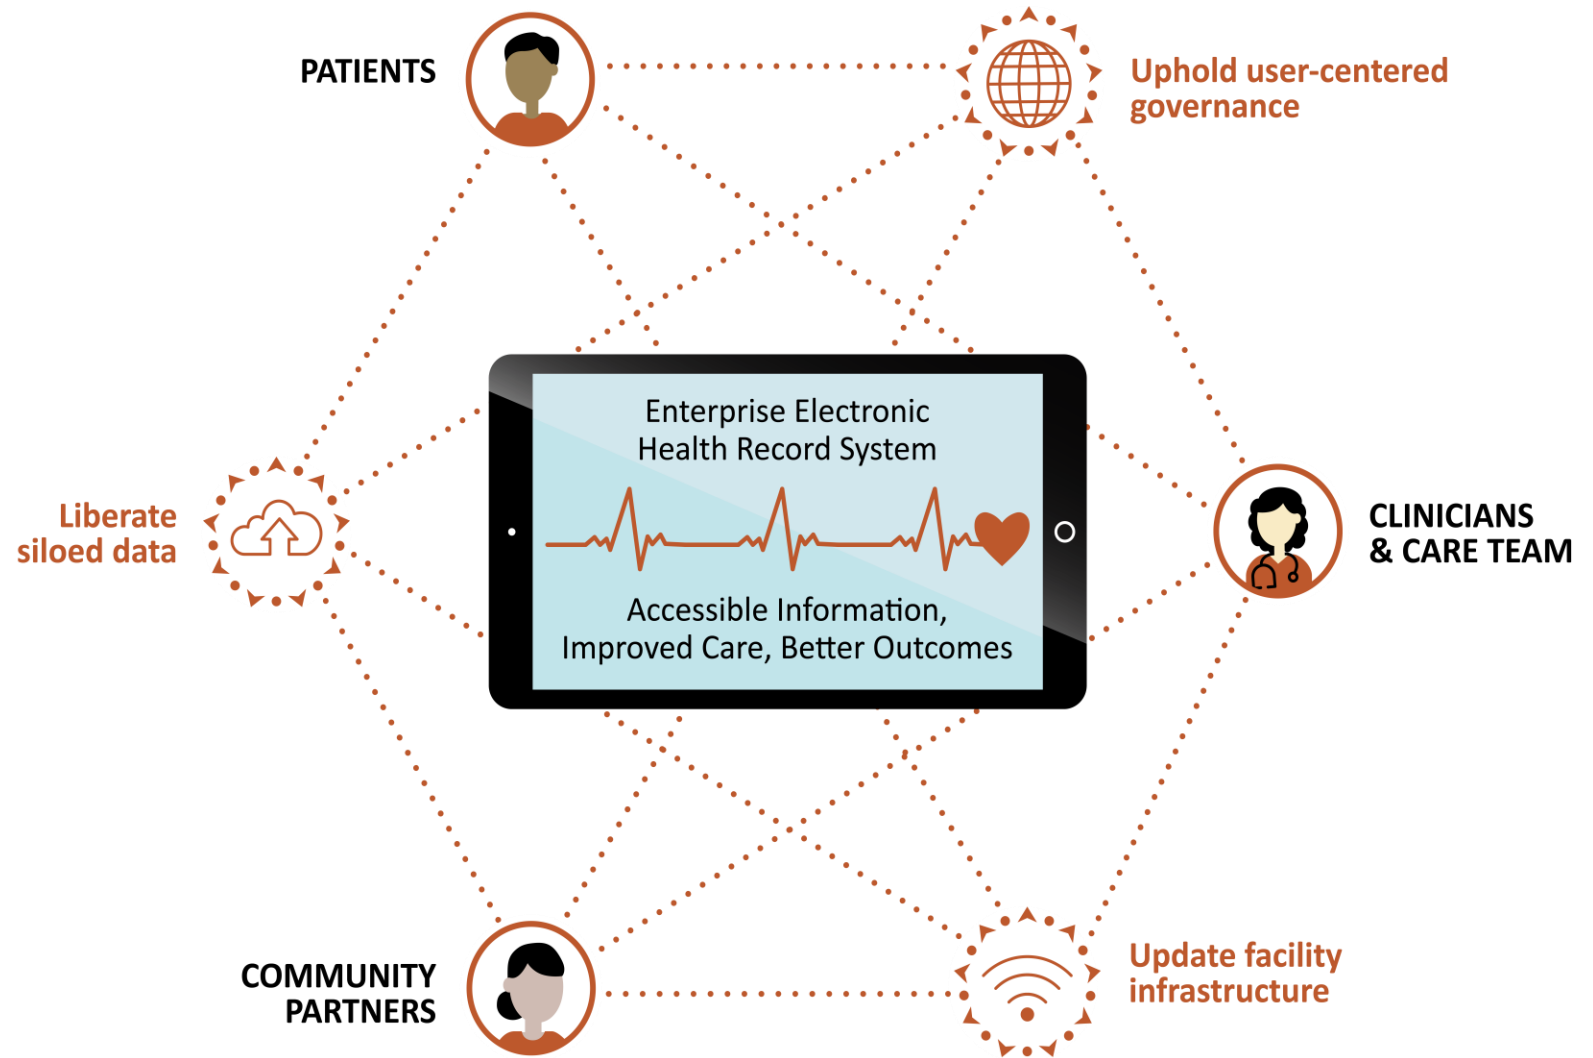 PATIENTS
Uphold user-centered
governance
Enterprise Electronic
Health Record System
Liberate
siloed data
CLINICIANS
& CARE TEAM
Accessible Information,
Improved Care, Better Outcomes
COMMUNITY
PARTNERS
Update facility
infrastructure